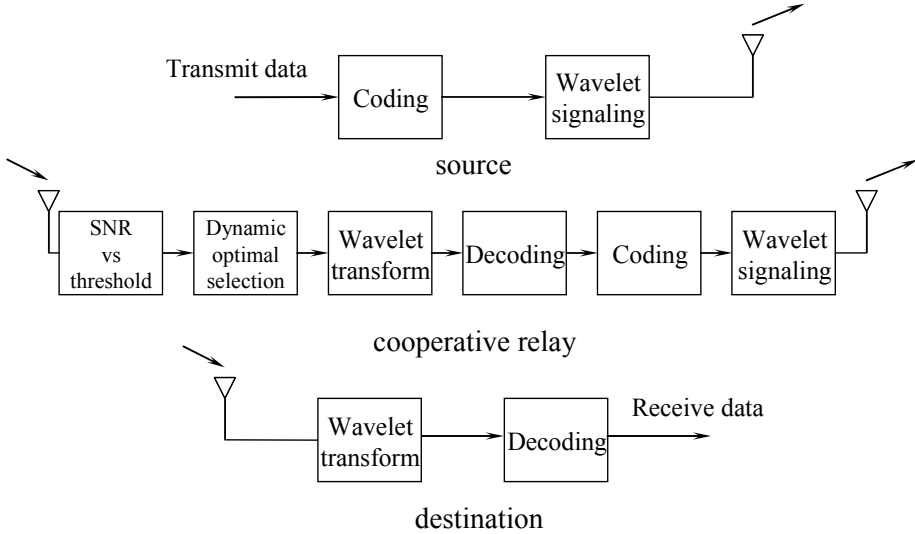 Transmit data
Coding
Wavelet
signaling
source
SNR
vs
threshold
Dynamic
optimal
selection
Wavelet
transform
Decoding
Coding
Wavelet
signaling
cooperative relay
Wavelet
transform
Decoding
Receive data
destination